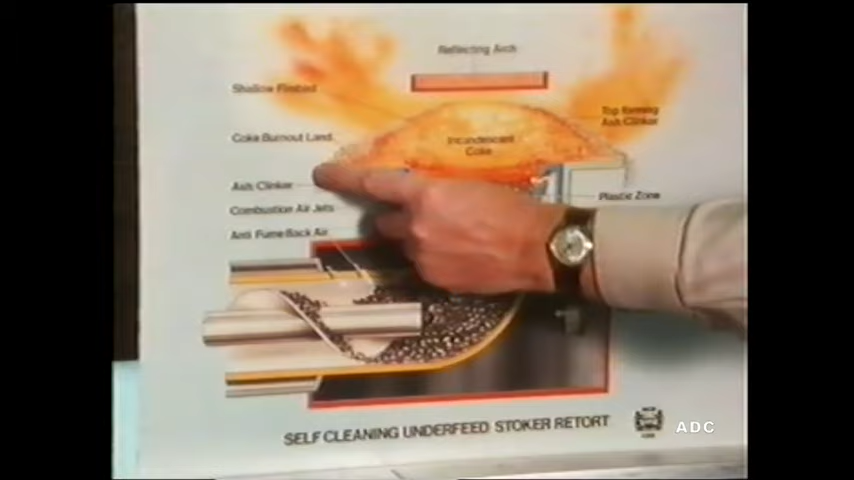 Reflecting Arch
Shallow Firebed
Top forming
Ash Clinker
Coke Burnout Land
Incandescent
Coke
Ash Clinker
Plastic Zone
Combustion Air Jets
Anti Fume Back Air
SELF CLEANING UNDERFEED STOKER RETORT
ADC